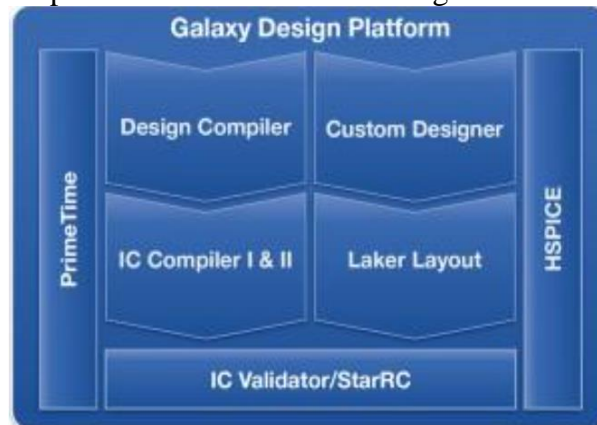 Galaxy Design Platform
PrimeTime
Design Compiler
Custom Designer
HSPICE
IC Compiler I & II
Laker Layout
IC Validator/StarRC